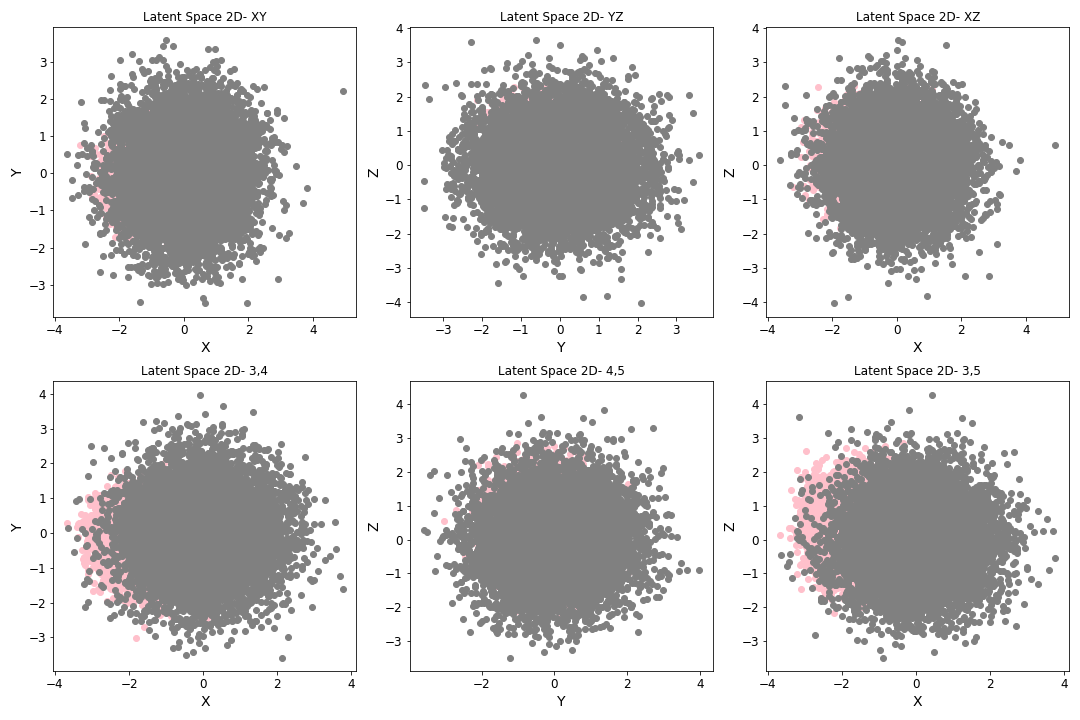 Latent Space 2D- XY
Latent Space 2D- YZ
Latent Space 2D- XZ
3
2
1
0
−1
−2
−3
Y
−4 −2 0 2 4
X
4
3
2
1
0
−1
−2
−3
−4
Z
−3 −2 −1 0 1 2 3
Y
4
3
2
1
0
−1
−2
−3
−4
Z
−4 −2 0 2 4
X
Latent Space 2D- 3,4
Latent Space 2D- 4,5
Latent Space 2D- 3,5
4
3
2
1
0
−1
−2
−3
Y
−4 −2 0 2 4
X
4
3
2
1
0
−1
−2
−3
Z
−2 0 2 4
Y
4
3
2
1
0
−1
−2
−3
Z
−4 −2 0 2 4
X